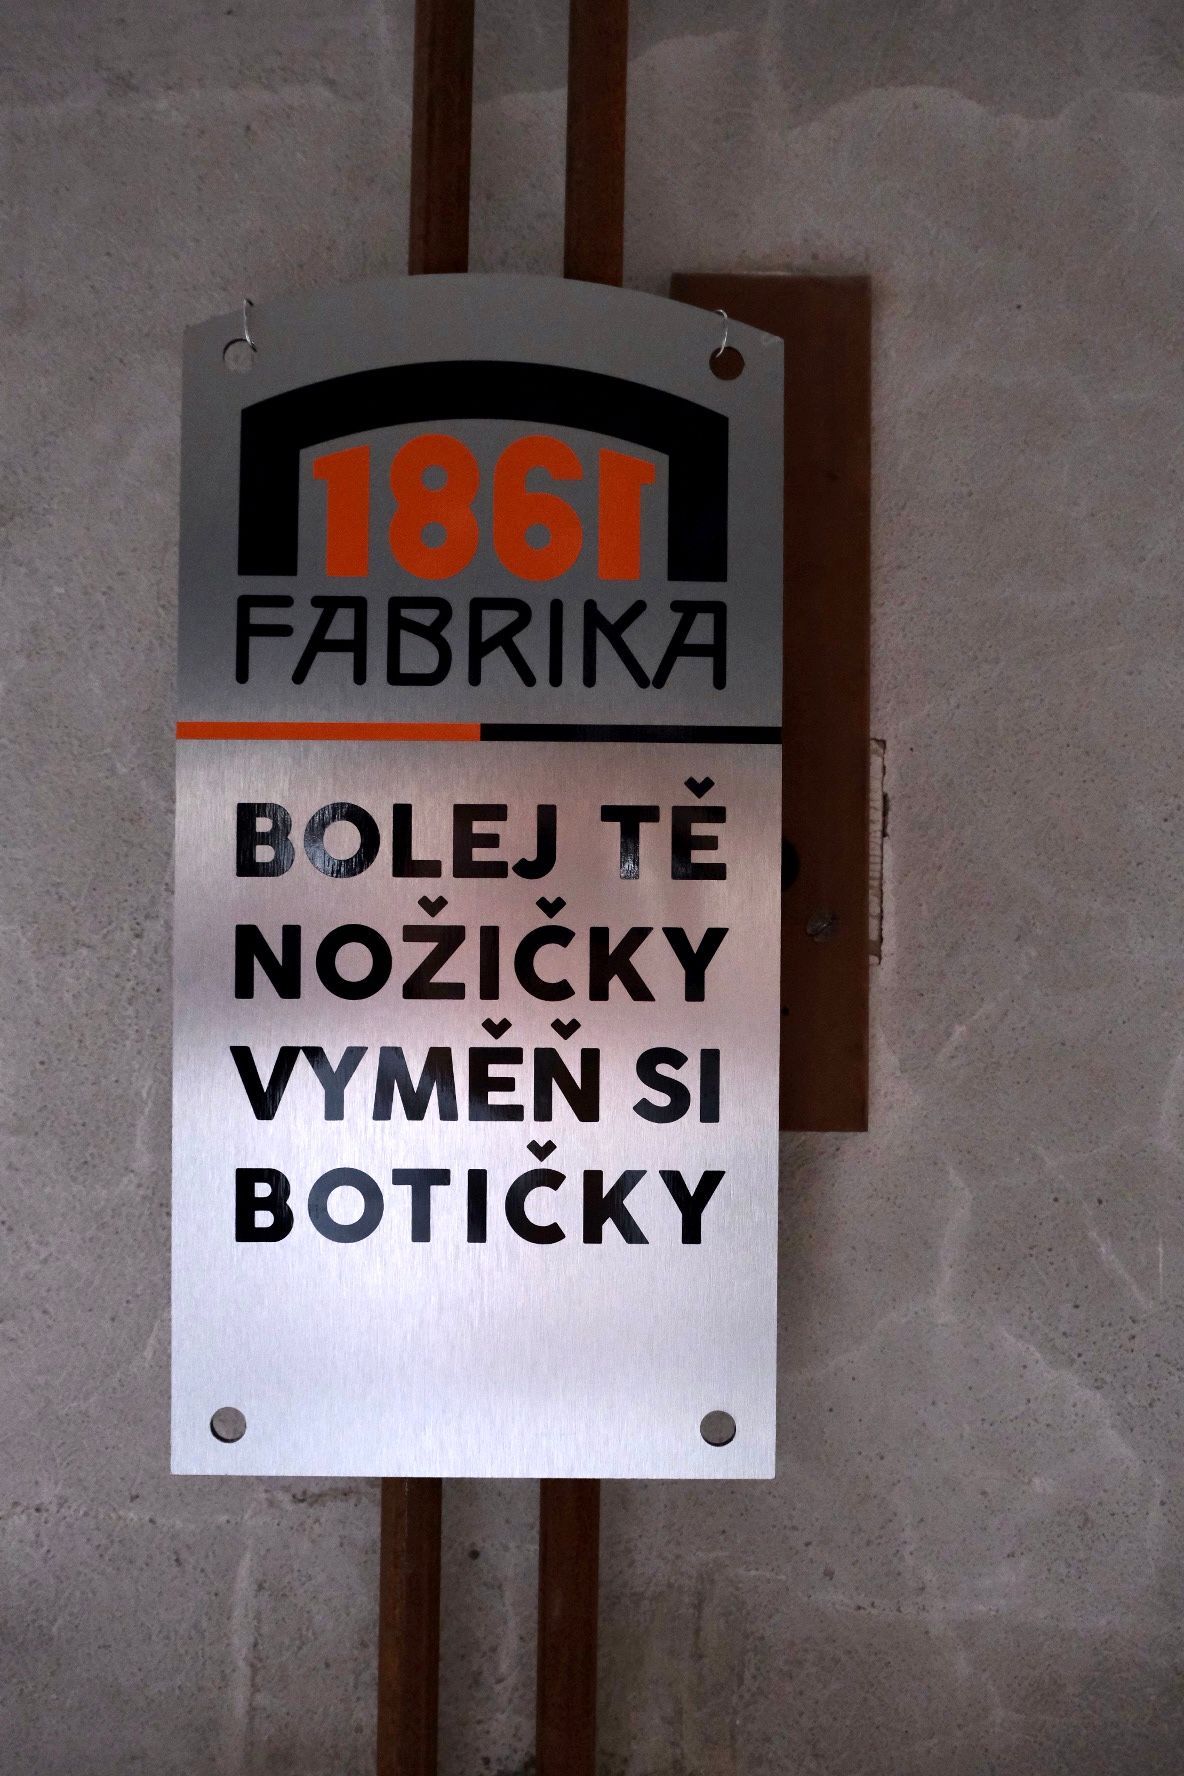 1861
FABRIKA
BOLEJ TĚ
NOŽIČKY
VYMĚŇ SI
BOTIČKY